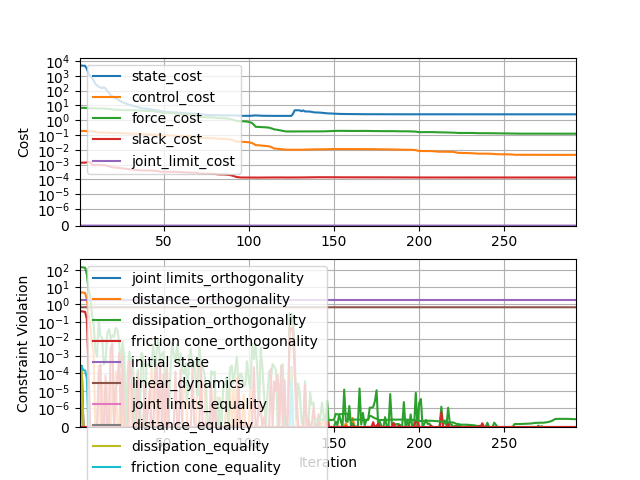 10^4
10^3
10^2
10^1
10^0
10^-1
10^-2
10^-3
10^-4
10^-5
10^-6
0
Cost
state_cost
control_cost
force_cost
slack_cost
joint_limit_cost
50
100
150
200
250
10^2
10^1
10^0
10^-1
10^-2
10^-3
10^-4
10^-5
10^-6
0
Constraint Violation
joint limits_orthogonality
distance_orthogonality
dissipation_orthogonality
friction cone_orthogonality
initial state
linear_dynamics
joint limits_equality
distance_equality
dissipation_equality
friction cone_equality
50
100
150
200
250
Iteration